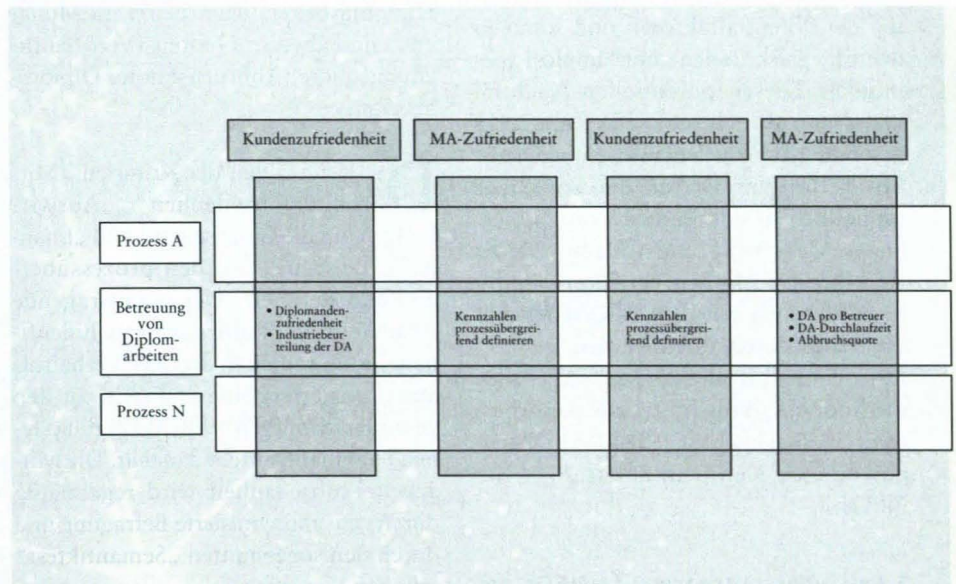 Kundenzufriedenheit MA-Zufriedenheit Kundenzufriedenheit MA-Zufriedenheit
Prozess A
Betreuung
von
Diplom-
arbeiten
• Diplomanden-
zufriedenheit
• Industriebeur-
teilung der DA
Kennzahlen
prozessübergrei-
fend definieren
Kennzahlen
prozessübergrei-
fend definieren
• DA pro Betreuer
• DA-Durchlaufzeit
• Abbruchsquote
Prozess N